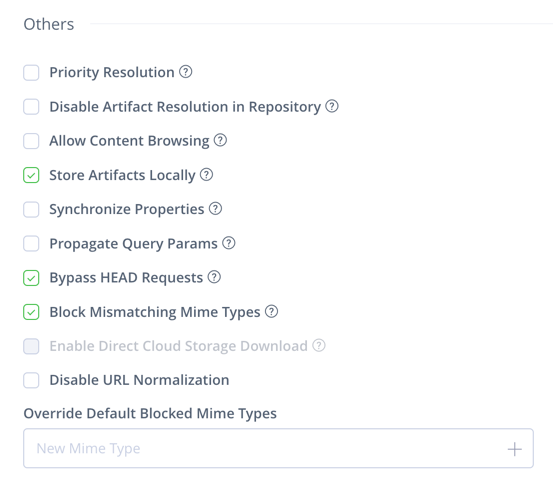 Others
Priority Resolution ?
Disable Artifact Resolution in Repository ?
Allow Content Browsing ?
Store Artifacts Locally ?
Synchronize Properties ?
Propagate Query Params ?
Bypass HEAD Requests ?
Block Mismatching Mime Types ?
Enable Direct Cloud Storage Download ?
Disable URL Normalization
Override Default Blocked Mime Types
New Mime Type